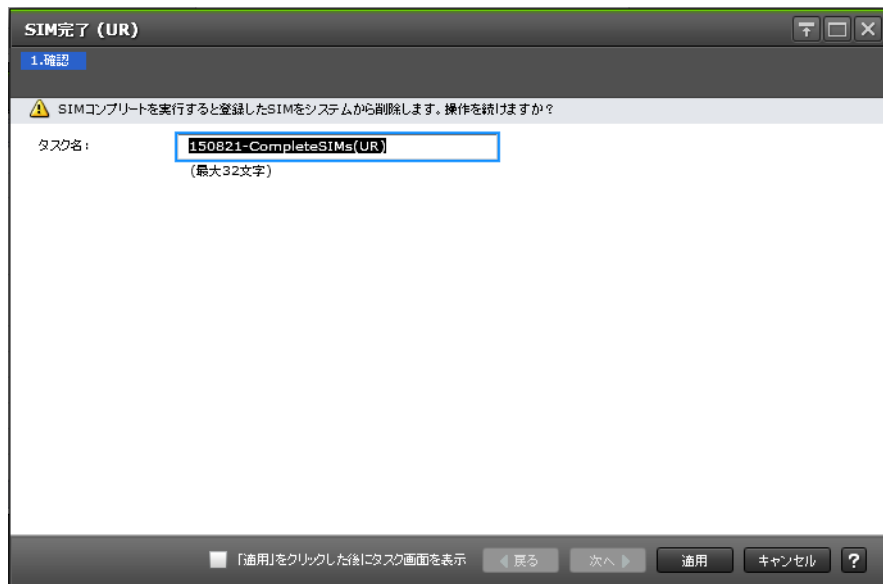 SIM完了 (UR)
1.確認
SIMコンプリートを実行すると登録したSIMをシステムから削除します。操作を続けますか?
タスク名:
150821-CompleteSIMs(UR)
(最大32文字)
「適用」をクリックした後にタスク画面を表示
戻る
次へ
適用
キャンセル
?